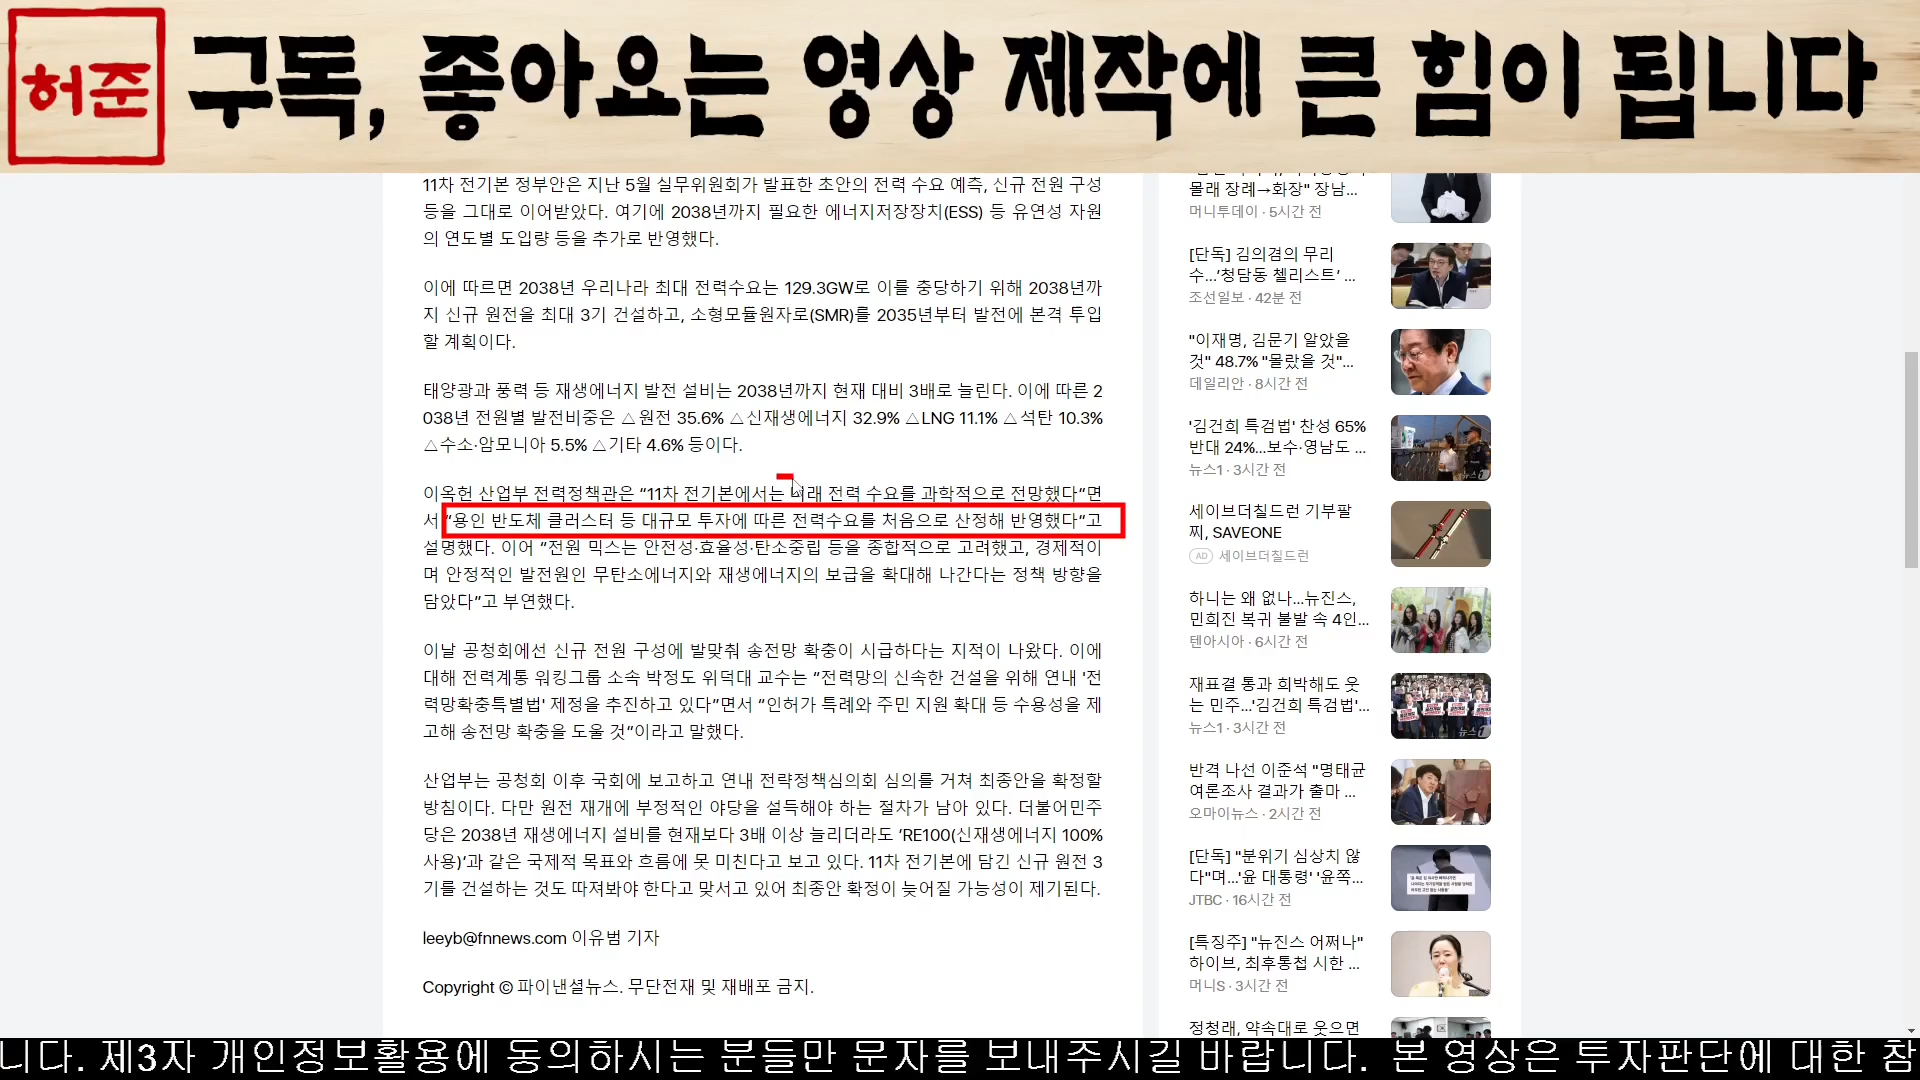 허준
구독, 좋아요는 영상 제작에 큰 힘이 됩니다
11차 전기본 정부안은 지난 5월 실무위원회가 발표한 초안의 전력 수요 예측, 신규 전원 구성
등을 그대로 이어받았다. 여기에 2038년까지 필요한 에너지저장장치(ESS) 등 유연성 자원
의 연도별 도입량 등을 추가로 반영했다.
이에 따르면 2038년 우리나라 최대 전력수요는 129.3GW로 이를 충당하기 위해 2038년까
지 신규 원전을 최대 3기 건설하고, 소형모듈원자로(SMR)를 2035년부터 발전에 본격 투입
할 계획이다.
태양광과 풍력 등 재생에너지 발전 설비는 2038년까지 현재 대비 3배로 늘린다. 이에 따른 2
038년 전원별 발전비중은 △원전 35.6% △신재생에너지 32.9% △LNG 11.1% △석탄 10.3%
△수소·암모니아 5.5% △기타 4.6% 등이다.
이옥헌 산업부 전력정책관은 "11차 전기본에서는 미래 전력 수요를 과학적으로 전망했다"면
서 "용인 반도체 클러스터 등 대규모 투자에 따른 전력수요를 처음으로 산정해 반영했다"고
설명했다. 이어 "전원 믹스는 안전성·효율성·탄소중립 등을 종합적으로 고려했고, 경제적이
며 안정적인 발전원인 무탄소에너지와 재생에너지의 보급을 확대해 나간다는 정책 방향을
담았다"고 부연했다.
이날 공청회에선 신규 전원 구성에 발맞춰 송전망 확충이 시급하다는 지적이 나왔다. 이에
대해 전력계통 워킹그룹 소속 박정도 위덕대 교수는 "전력망의 신속한 건설을 위해 연내 '전
력망확충특별법' 제정을 추진하고 있다"면서 "인허가 특례와 주민 지원 확대 등 수용성을 제
고해 송전망 확충을 도울 것"이라고 말했다.
산업부는 공청회 이후 국회에 보고하고 연내 전략정책심의회 심의를 거쳐 최종안을 확정할
방침이다. 다만 원전 재개에 부정적인 야당을 설득해야 하는 절차가 남아 있다. 더불어민주
당은 2038년 재생에너지 설비를 현재보다 3배 이상 늘리더라도 'RE100(신재생에너지 100%
사용)'과 같은 국제적 목표와 흐름에 못 미친다고 보고 있다. 11차 전기본에 담긴 신규 원전 3
기를 건설하는 것도 따져봐야 한다고 맞서고 있어 최종안 확정이 늦어질 가능성이 제기된다.
leeyb@fnnews.com 이유범 기자
Copyright © 파이낸셜뉴스. 무단전재 및 재배포 금지.
몰래 장례→화장" 장남...
머니투데이 · 5시간 전
[단독] 김의겸의 무리
수...'청담동 첼리스트' ...
조선일보 · 42분 전
"이재명, 김문기 알았을
것" 48.7% "몰랐을 것"...
데일리안 · 8시간 전
'김건희 특검법' 찬성 65%
반대 24%...보수·영남도 ...
뉴스1 · 3시간 전
세이브더칠드런 기부팔
찌, SAVEONE
AD 세이브더칠드런
하니는 왜 없나...뉴진스,
민희진 복귀 불발 속 4인...
텐아시아 · 6시간 전
재표결 통과 희박해도 웃
는 민주...'김건희 특검법'...
뉴스1 · 3시간 전
반격 나선 이준석 "명태균
여론조사 결과가 출마 ...
오마이뉴스 · 2시간 전
[단독] "분위기 심상치 않
다"며...'윤 대통령' '윤쪽...
JTBC · 16시간 전
[특징주] "뉴진스 어쩌나"
하이브, 최후통첩 시한 ...
머니S · 3시간 전
정청래, 약속대로 웃으면
니다. 제3자 개인정보활용에 동의하시는 분들만 문자를 보내주시길 바랍니다. 본 영상은 투자판단에 대한 참